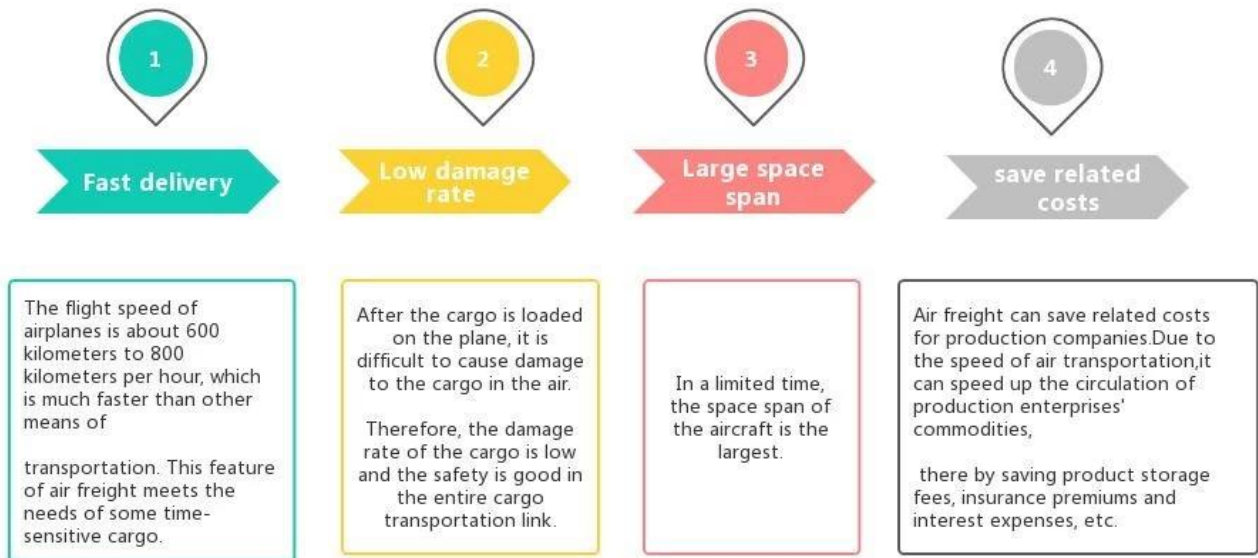 1
2
3
4
Fast delivery
Low damage
rate
Large space
span
save related
costs
The flight speed of
airplanes is about 600
kilometers to 800
kilometers per hour, which
is much faster than other
means of
transportation. This feature
of air freight meets the
needs of some time-
sensitive cargo.
After the cargo is loaded
on the plane, it is
difficult to cause damage
to the cargo in the air.
Therefore, the damage
rate of the cargo is low
and the safety is good in
the entire cargo
transportation link.
In a limited time,
the space span of
the aircraft is the
largest.
Air freight can save related costs
for production companies.Due to
the speed of air transportation,it
can speed up the circulation of
production enterprises'
commodities,
there by saving product storage
fees, insurance premiums and
interest expenses, etc.